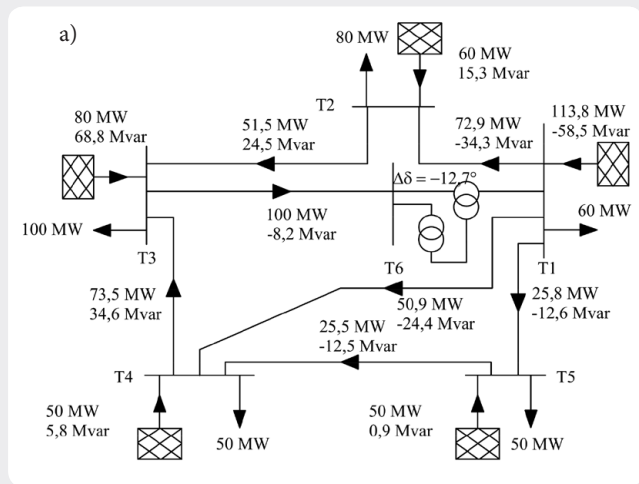 a)
80 MW
60 MW
15,3 Mvar
T2
80 MW
68,8 Mvar
51,5 MW
24,5 Mvar
72,9 MW
-34,3 Mvar
113,8 MW
-58,5 Mvar
Δδ = −12,7°
100 MW
-8,2 Mvar
100 MW
60 MW
T3
T6
T1
73,5 MW
34,6 Mvar
50,9 MW
-24,4 Mvar
25,8 MW
-12,6 Mvar
25,5 MW
-12,5 Mvar
T4
T5
50 MW
5,8 Mvar
50 MW
50 MW
0,9 Mvar
50 MW